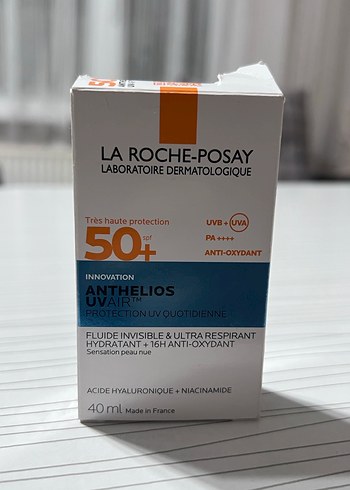 LA ROCHE-POSAY
LABORATOIRE DERMATOLOGIQUE
Très haute protection
50+ spf
UVB + UVA
PA ++++
ANTI-OXYDANT
INNOVATION
ANTHELIOS
UVAIR™
PROTECTION UV QUOTIDIENNE
FLUIDE INVISIBLE & ULTRA RESPIRANT
HYDRATANT + 16H ANTI-OXYDANT
Sensation peau nue
ACIDE HYALURONIQUE + NIACINAMIDE
40 ml Made in France